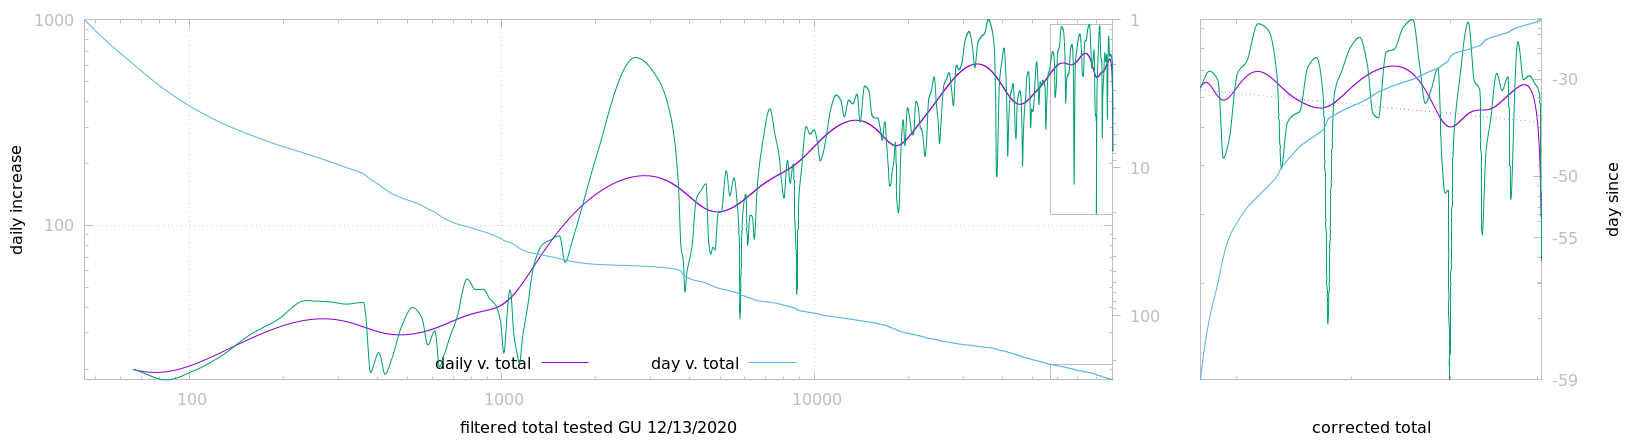 1000
100
daily increase
100
1000
10000
filtered total tested GU 12/13/2020
daily v. total
day v. total
1
10
100
-30
-50
-55
-59
day since
corrected total